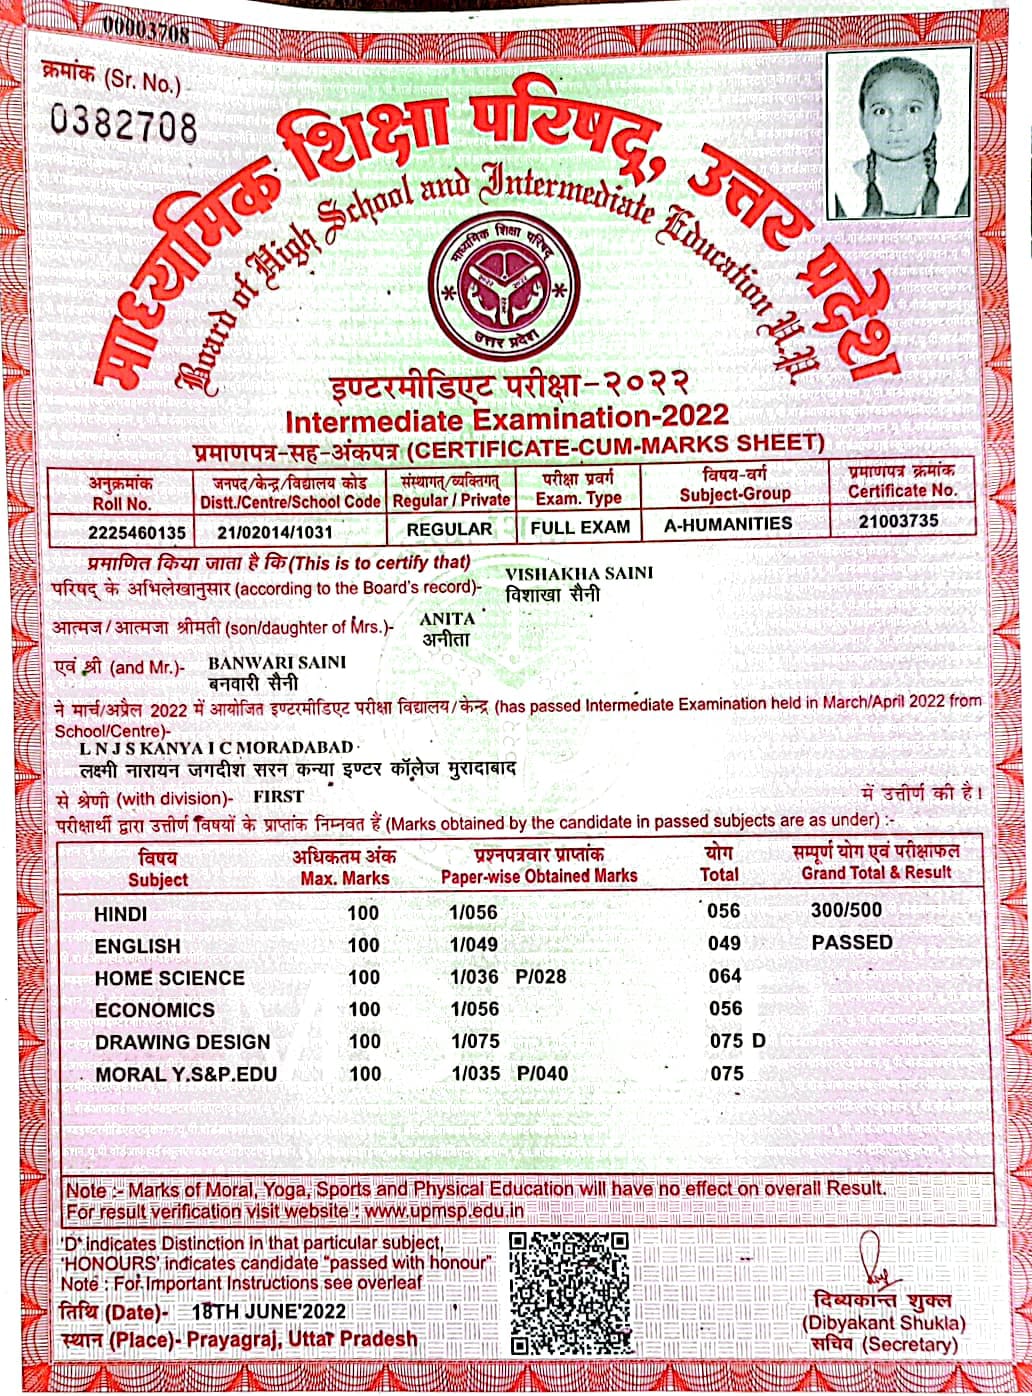 00003708
क्रमांक (Sr. No.)
0382708
माध्यमिक शिक्षा परिषद्, उत्तर प्रदेश
Board of High School and Intermediate Education U.P.
माध्यमिक शिक्षा परिषद
उत्तर प्रदेश
इण्टरमीडिएट परीक्षा-२०२२
Intermediate Examination-2022
प्रमाणपत्र-सह-अंकपत्र (CERTIFICATE-CUM-MARKS SHEET)
अनुक्रमांक जनपद/केन्द्र/विद्यालय कोड संस्थागत्/व्यक्तिगत् परीक्षा प्रवर्ग विषय-वर्ग प्रमाणपत्र क्रमांक
Roll No. Distt./Centre/School Code Regular / Private Exam. Type Subject-Group Certificate No.
2225460135 21/02014/1031 REGULAR FULL EXAM A-HUMANITIES 21003735
प्रमाणित किया जाता है कि (This is to certify that)
परिषद् के अभिलेखानुसार (according to the Board's record)- VISHAKHA SAINI
विशाखा सैनी
आत्मज/आत्मजा श्रीमती (son/daughter of Mrs.)- ANITA
अनीता
एवं श्री (and Mr.)- BANWARI SAINI
बनवारी सैनी
ने मार्च/अप्रैल 2022 में आयोजित इण्टरमीडिएट परीक्षा विद्यालय/केन्द्र (has passed Intermediate Examination held in March/April 2022 from
School/Centre)-
L N J S KANYA I C MORADABAD
लक्ष्मी नारायन जगदीश सरन कन्या इण्टर कॉलेज मुरादाबाद
से श्रेणी (with division)- FIRST में उत्तीर्ण की है।
परीक्षार्थी द्वारा उत्तीर्ण विषयों के प्राप्तांक निम्नवत हैं (Marks obtained by the candidate in passed subjects are as under) :-
विषय अधिकतम अंक प्रश्नपत्रवार प्राप्तांक योग सम्पूर्ण योग एवं परीक्षाफल
Subject Max. Marks Paper-wise Obtained Marks Total Grand Total & Result
HINDI 100 1/056 056 300/500
ENGLISH 100 1/049 049 PASSED
HOME SCIENCE 100 1/036 P/028 064
ECONOMICS 100 1/056 056
DRAWING DESIGN 100 1/075 075 D
MORAL Y.S&P.EDU 100 1/035 P/040 075
Note :- Marks of Moral, Yoga, Sports and Physical Education will have no effect on overall Result.
For result verification visit website : www.upmsp.edu.in
'D' indicates Distinction in that particular subject,
'HONOURS' indicates candidate "passed with honour"
Note : For Important Instructions see overleaf
तिथि (Date)- 18TH JUNE'2022
स्थान (Place)- Prayagraj, Uttar Pradesh
दिब्यकान्त शुक्ल
(Dibyakant Shukla)
सचिव (Secretary)